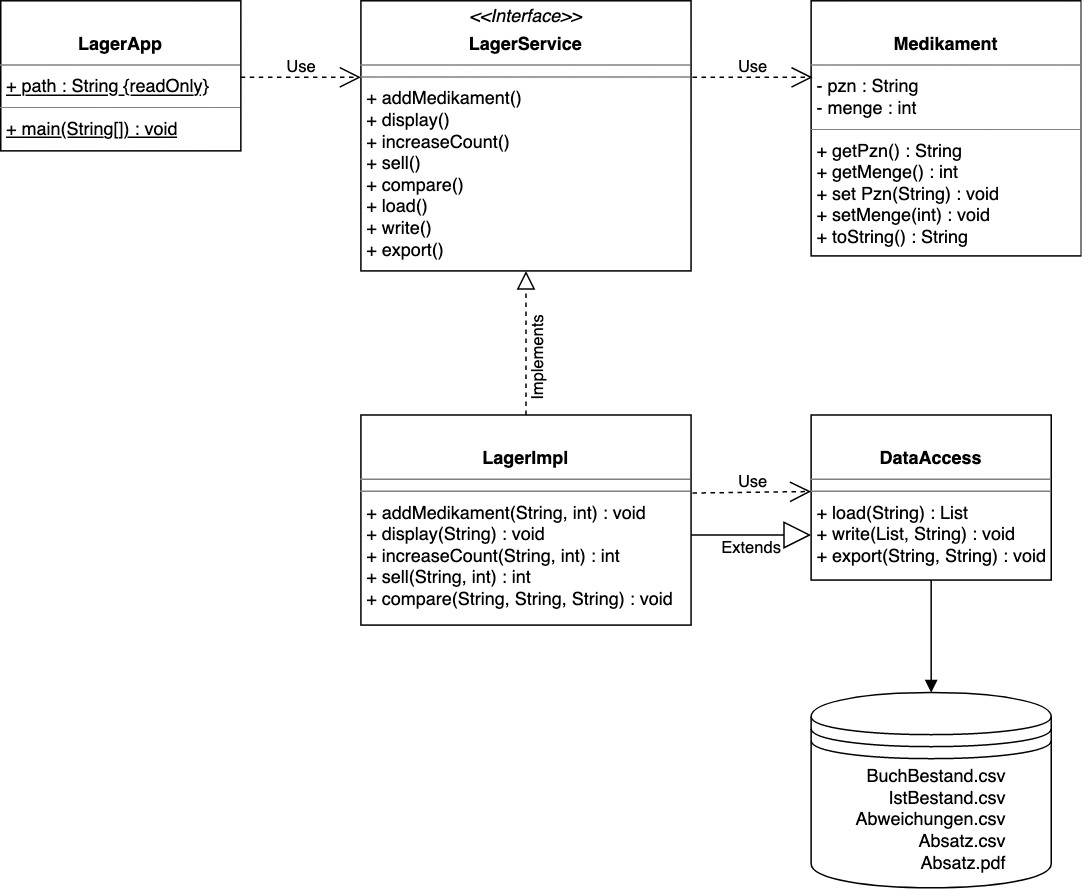 LagerApp
+ path : String {readOnly}
+ main(String[]) : void
Use
<<Interface>>
LagerService
+ addMedikament()
+ display()
+ increaseCount()
+ sell()
+ compare()
+ load()
+ write()
+ export()
Use
Medikament
- pzn : String
- menge : int
+ getPzn() : String
+ getMenge() : int
+ set Pzn(String) : void
+ setMenge(int) : void
+ toString() : String
Implements
LagerImpl
+ addMedikament(String, int) : void
+ display(String) : void
+ increaseCount(String, int) : int
+ sell(String, int) : int
+ compare(String, String, String) : void
Use
Extends
DataAccess
+ load(String) : List
+ write(List, String) : void
+ export(String, String) : void
BuchBestand.csv
IstBestand.csv
Abweichungen.csv
Absatz.csv
Absatz.pdf